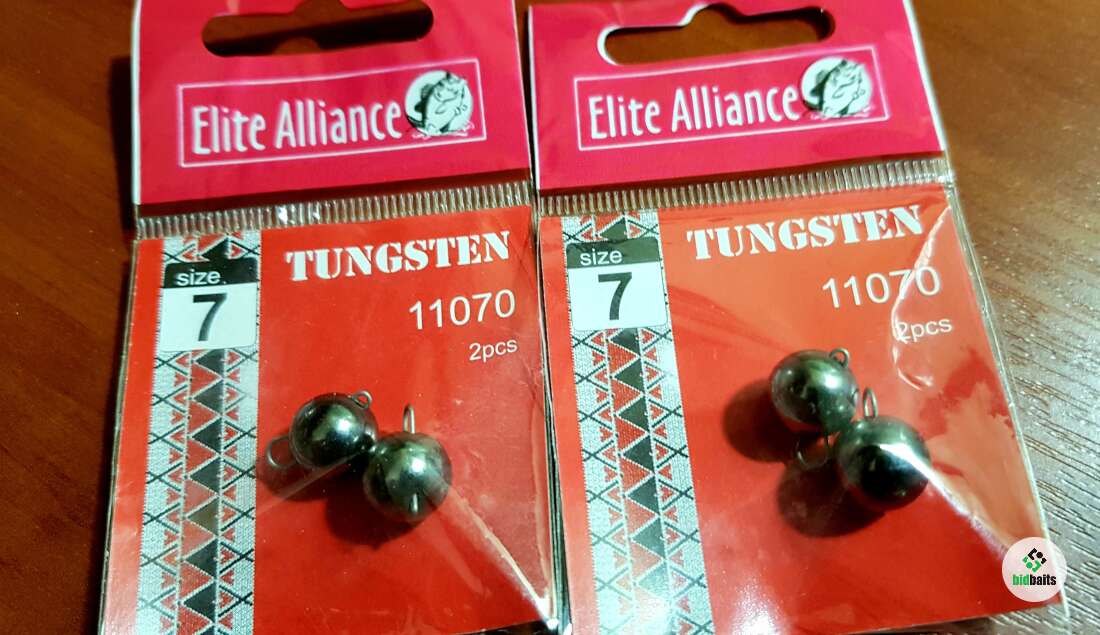 Elite Alliance
TUNGSTEN
size
7
11070
2pcs
Elite Alliance
TUNGSTEN
size
7
11070
2pcs
bidbaits